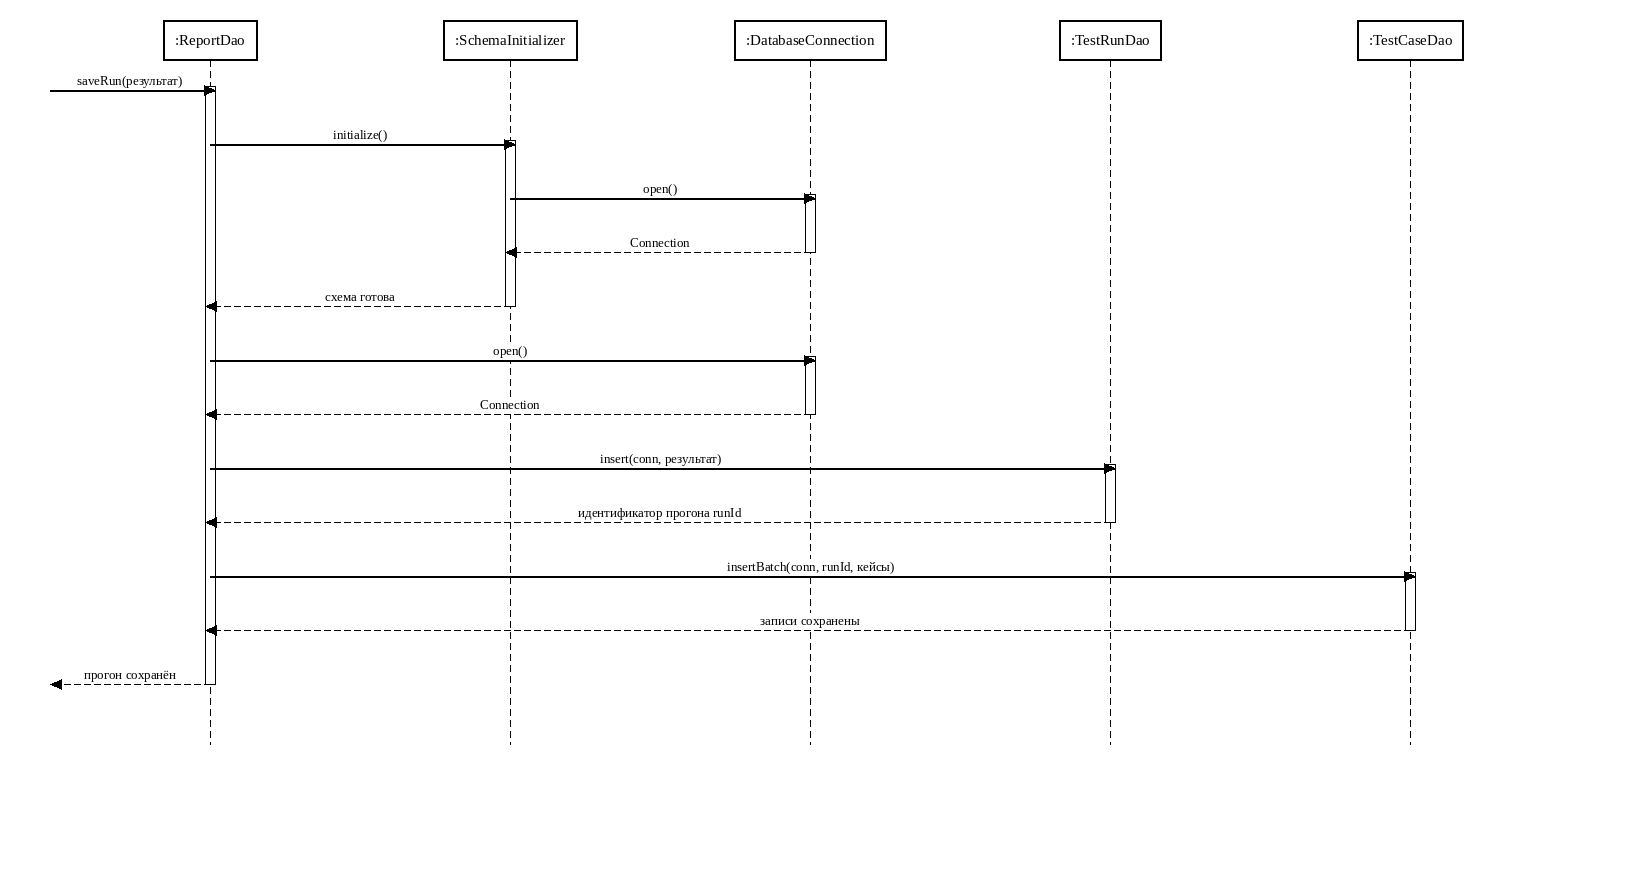 :ReportDao
:SchemaInitializer
:DatabaseConnection
:TestRunDao
:TestCaseDao
saveRun(результат)
initialize()
open()
Connection
схема готова
open()
Connection
insert(conn, результат)
идентификатор прогона runId
insertBatch(conn, runId, кейсы)
записи сохранены
прогон сохранён